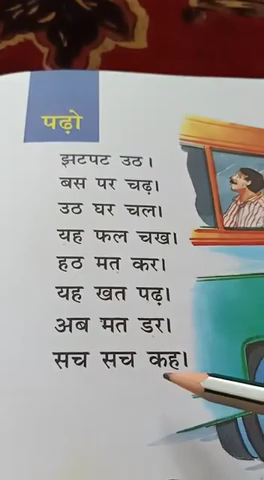 पढ़ो
झटपट उठ।
बस पर चढ़।
उठ घर चल।
यह फल चख।
हठ मत कर।
यह खत पढ़।
अब मत डर।
सच सच कह।